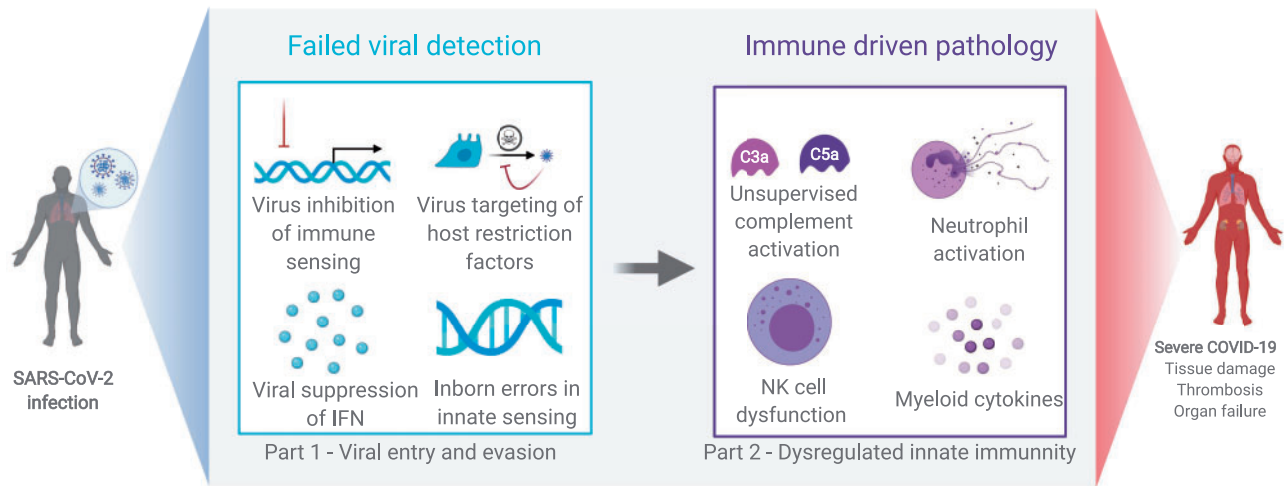 Failed viral detection
Virus inhibition
of immune
sensing
Virus targeting of
host restriction
factors
Viral suppression
of IFN
Inborn errors in
innate sensing
Part 1 - Viral entry and evasion
Immune driven pathology
C3a
C5a
Unsupervised
complement
activation
Neutrophil
activation
NK cell
dysfunction
Myeloid cytokines
Part 2 - Dysregulated innate immunnity
SARS-CoV-2
infection
Severe COVID-19
Tissue damage
Thrombosis
Organ failure